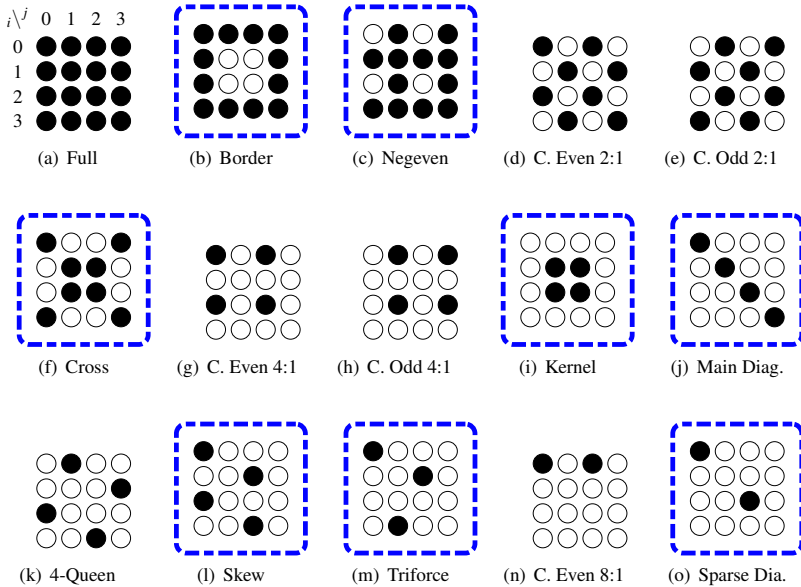 i\j 0 1 2 3
0
1
2
3
(a) Full (b) Border (c) Negeven (d) C. Even 2:1 (e) C. Odd 2:1
(f) Cross (g) C. Even 4:1 (h) C. Odd 4:1 (i) Kernel (j) Main Diag.
(k) 4-Queen (l) Skew (m) Triforce (n) C. Even 8:1 (o) Sparse Dia.